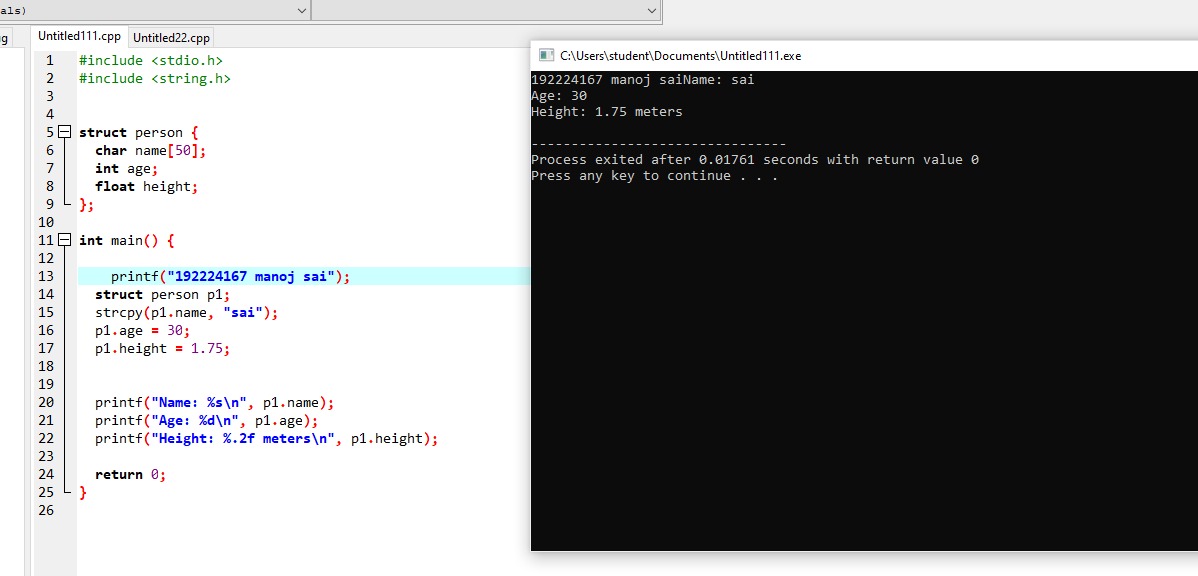 als)
g
Untitled111.cpp Untitled22.cpp
1 #include <stdio.h>
2 #include <string.h>
3
4
5 struct person {
6 char name[50];
7 int age;
8 float height;
9 };
10
11 int main() {
12
13 printf("192224167 manoj sai");
14 struct person p1;
15 strcpy(p1.name, "sai");
16 p1.age = 30;
17 p1.height = 1.75;
18
19
20 printf("Name: %s\n", p1.name);
21 printf("Age: %d\n", p1.age);
22 printf("Height: %.2f meters\n", p1.height);
23
24 return 0;
25 }
26
C:\Users\student\Documents\Untitled111.exe
192224167 manoj saiName: sai
Age: 30
Height: 1.75 meters
--------------------------------
Process exited after 0.01761 seconds with return value 0
Press any key to continue . . .